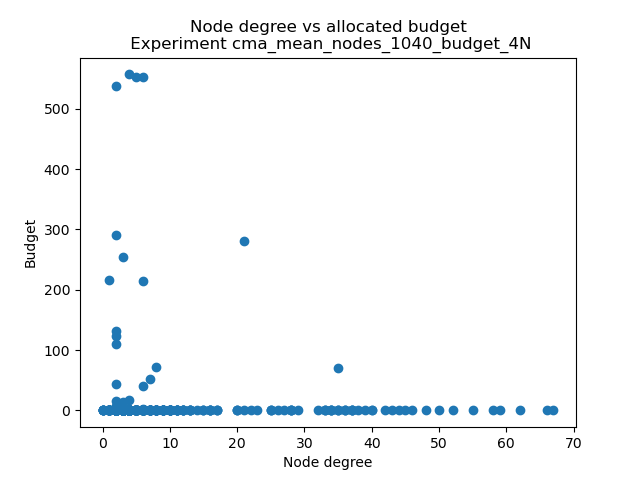 Node degree vs allocated budget
Experiment cma_mean_nodes_1040_budget_4N
Budget
500
400
300
200
100
0
0 10 20 30 40 50 60 70
Node degree